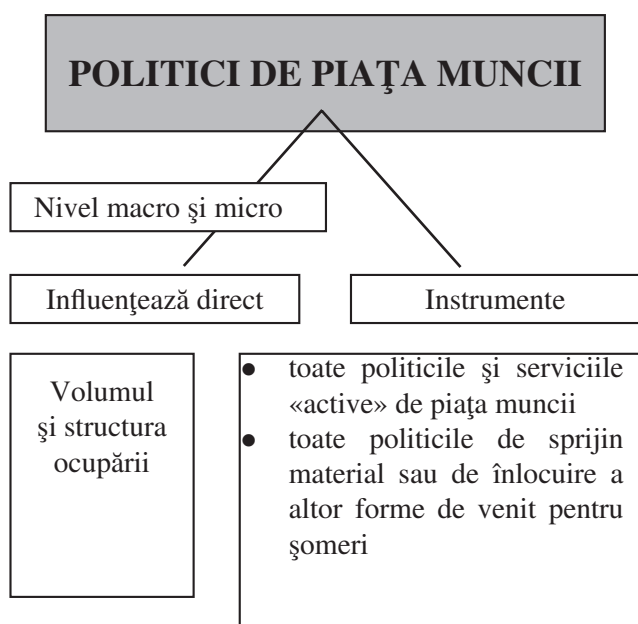 POLITICI DE PIAŢA MUNCII
Nivel macro şi micro
Influenţează direct
Instrumente
Volumul
şi structura
ocupării
● toate politicile şi serviciile
«active» de piaţa muncii
● toate politicile de sprijin
material sau de înlocuire a
altor forme de venit pentru
şomeri